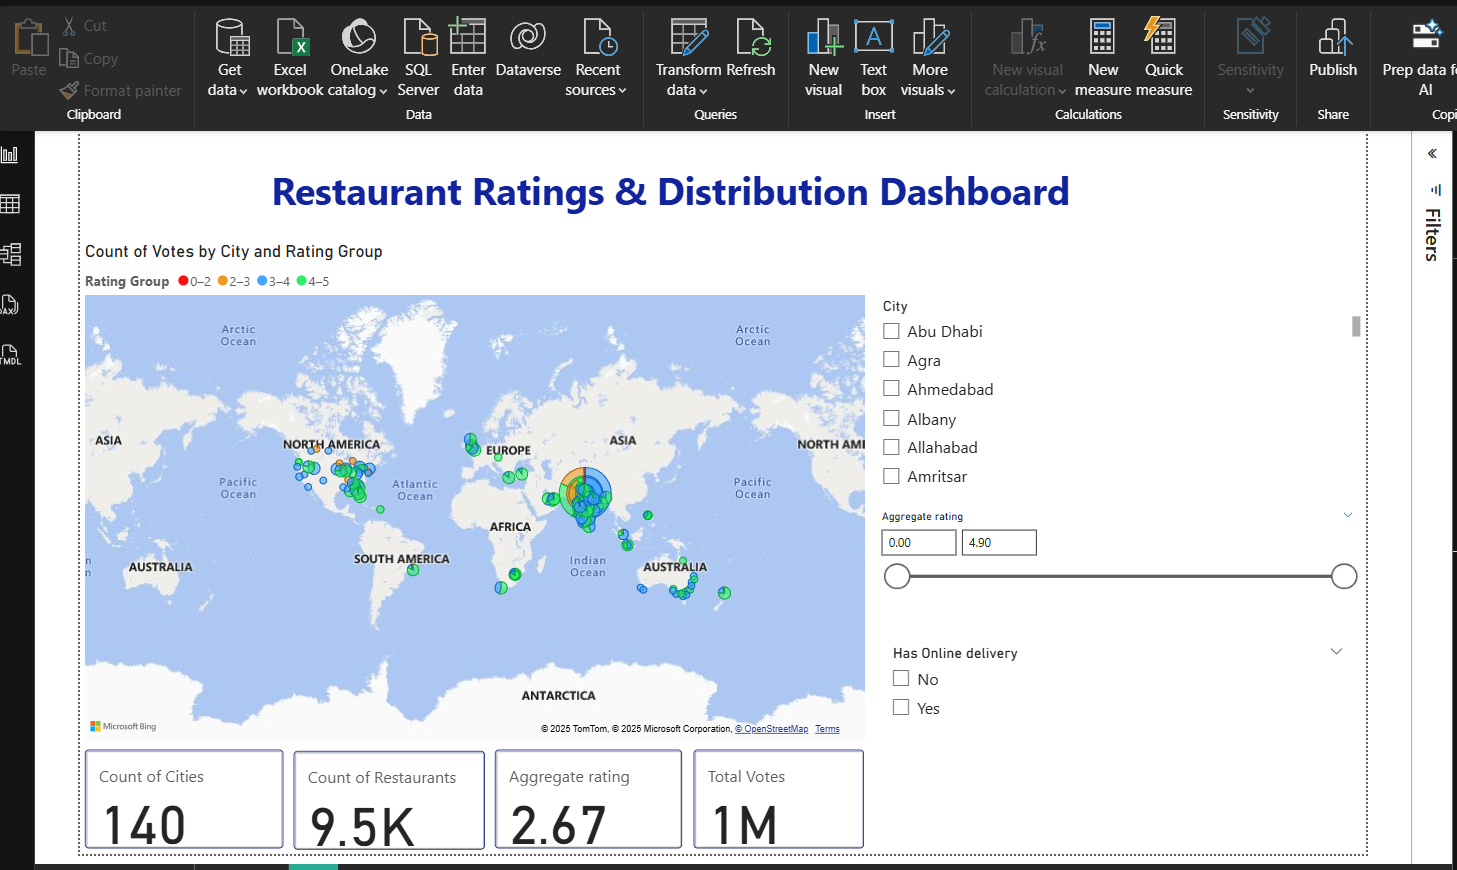 Paste
Cut
Copy
Format painter
Clipboard
Get data
Excel workbook
OneLake catalog
SQL Server
Enter data
Dataverse
Recent sources
Data
Transform data
Refresh
Queries
New visual
Text box
More visuals
Insert
New visual calculation
New measure
Quick measure
Calculations
Sensitivity
Sensitivity
Publish
Share
Prep data fo
AI
Copi
DAX
TMDL
Restaurant Ratings & Distribution Dashboard
Count of Votes by City and Rating Group
Rating Group 0–2 2–3 3–4 4–5
Arctic Ocean
Arctic Ocean
ASIA
NORTH AMERICA
EUROPE
ASIA
NORTH AME
Pacific Ocean
Atlantic Ocean
Pacific Ocean
AFRICA
SOUTH AMERICA
Indian Ocean
AUSTRALIA
AUSTRALIA
n
n
ANTARCTICA
Microsoft Bing
© 2025 TomTom, © 2025 Microsoft Corporation, © OpenStreetMap Terms
City
Abu Dhabi
Agra
Ahmedabad
Albany
Allahabad
Amritsar
Aggregate rating
0.00 4.90
Has Online delivery
No
Yes
Filters
Count of Cities
140
Count of Restaurants
9.5K
Aggregate rating
2.67
Total Votes
1M